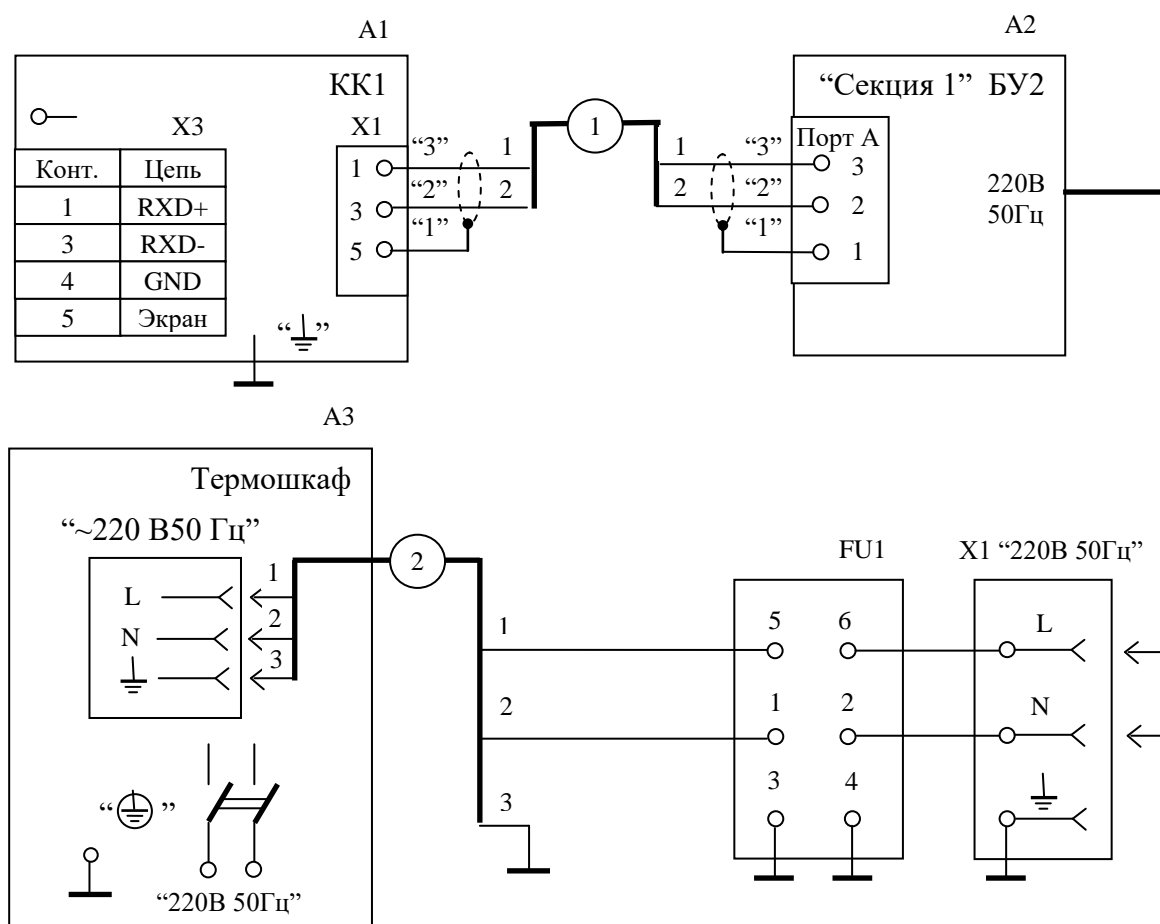 A1
КК1
X3
Конт. Цепь
1 RXD+
3 RXD-
4 GND
5 Экран
X1
1 “3” 1
3 “2” 2
5 “1”
“ ”
1
A2
“Секция 1” БУ2
Порт А
1 “3” 3
2 “2” 2
“1” 1
220В
50Гц
A3
Термошкаф
“~220 В50 Гц”
L 1
N 2
3
2
“ ”
“220В 50Гц”
1
2
3
FU1
5 6
1 2
3 4
X1 “220В 50Гц”
L
N